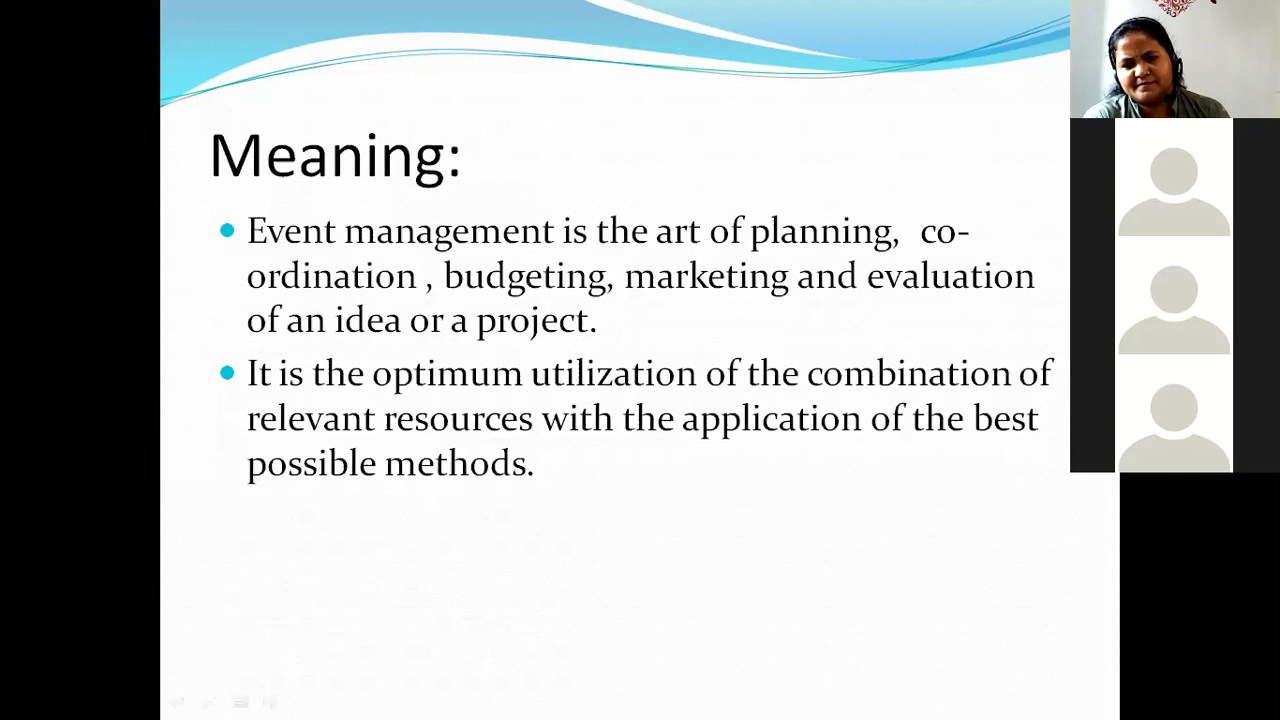 Meaning:
Event management is the art of planning,  co-
ordination , budgeting, marketing and evaluation
of an idea or a project.
It is the optimum utilization of the combination of
relevant resources with the application of the best
possible methods.